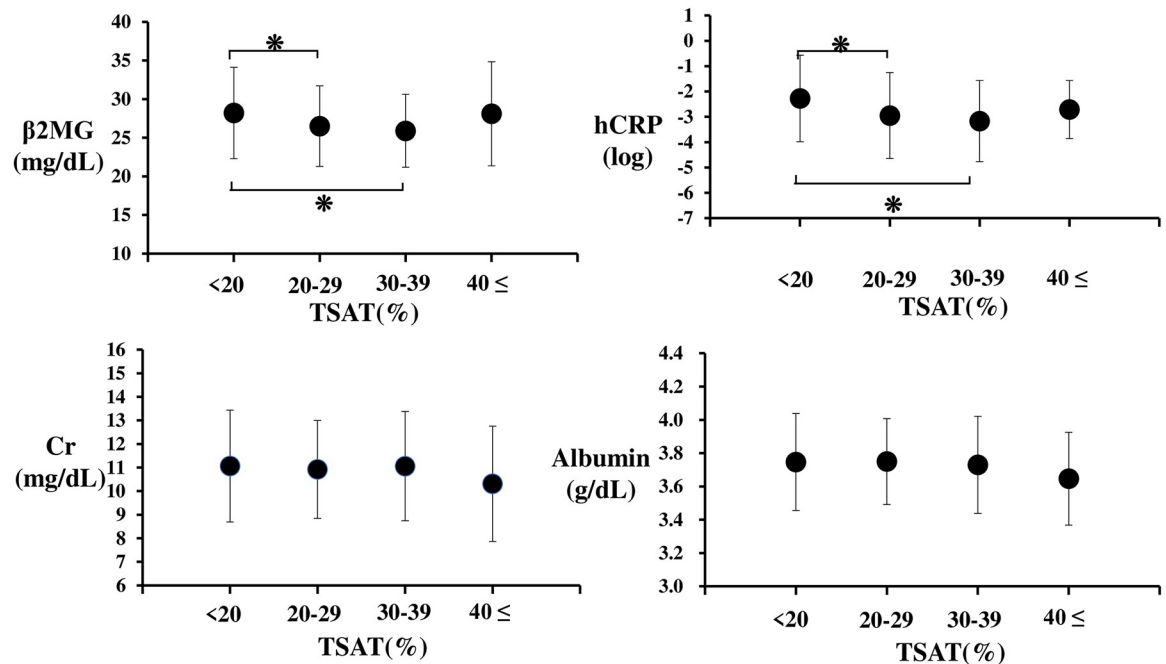 40
35
30
25
20
15
10
β2MG
(mg/dL)
*
*
<20 20-29 30-39 40 ≤
TSAT(%)
1
0
-1
-2
-3
-4
-5
-6
-7
hCRP
(log)
*
*
<20 20-29 30-39 40 ≤
TSAT(%)
16
15
14
13
12
11
10
9
8
7
6
Cr
(mg/dL)
<20 20-29 30-39 40 ≤
TSAT(%)
4.4
4.2
4.0
3.8
3.6
3.4
3.2
3.0
Albumin
(g/dL)
<20 20-29 30-39 40 ≤
TSAT(%)